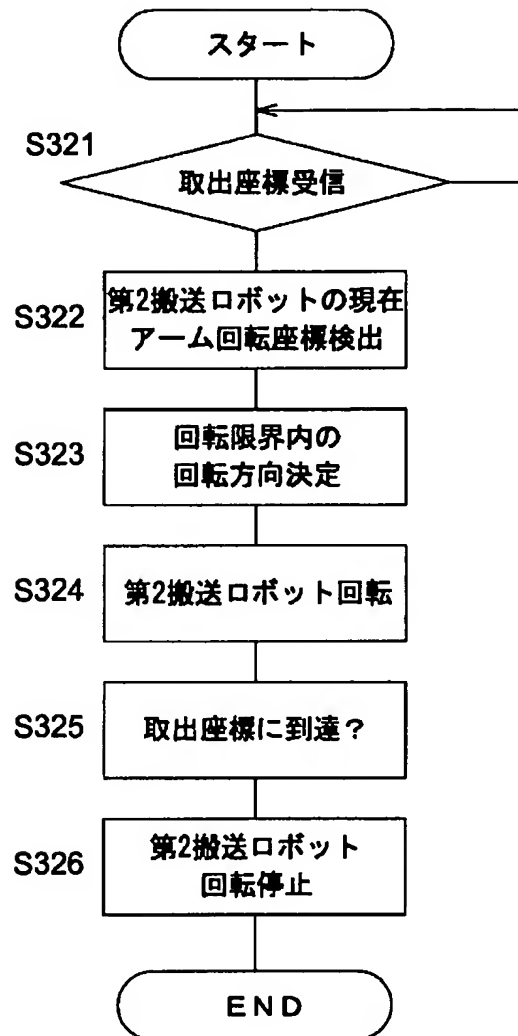 スタート
S321
取出座標受信
S322
第2搬送ロボットの現在
アーム回転座標検出
S323
回転限界内の
回転方向決定
S324
第2搬送ロボット回転
S325
取出座標に到達？
S326
第2搬送ロボット
回転停止
END